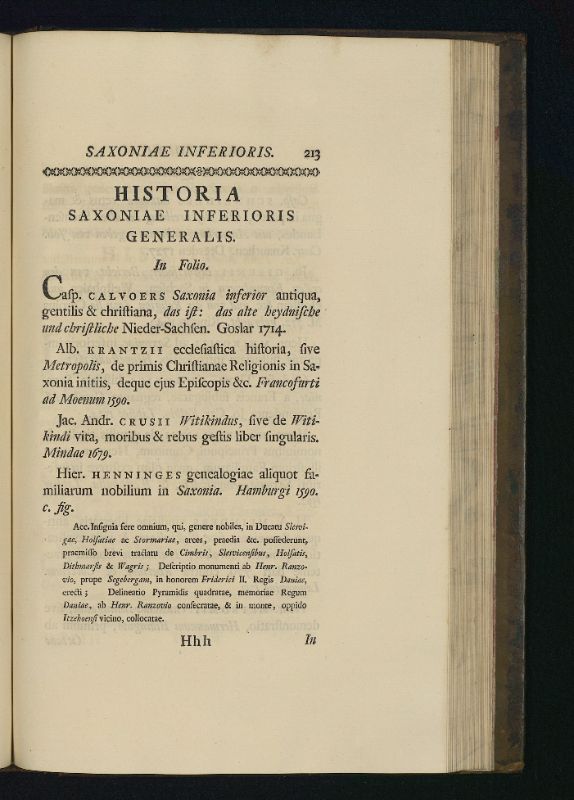 SAXONIAE INFERIORIS. 213
HISTORIA
SAXONIAE INFERIORIS
GENERALIS.
In Folio.
Casp. CALVOERS Saxonia inferior antiqua,
gentilis & christiana, das ist: das alte heydnische
und christliche Nieder-Sachsen. Goslar 1714.
Alb. KRANTZII ecclesiastica historia, sive
Metropolis, de primis Christianae Religionis in Sa-
xonia initiis, deque ejus Episcopis &c. Francofurti
ad Moenum 1590.
Jac. Andr. CRUSII Witikindus, sive de Witi-
kindi vita, moribus & rebus gestis liber singularis.
Mindae 1679.
Hier. HENNINGES genealogiae aliquot fa-
miliarum nobilium in Saxonia. Hamburgi 1590.
c. fig.
Acc. Insignia fere omnium, qui, genere nobiles, in Ducatu Slesvi-
gae, Holsatiae ac Stormariae, arces, praedia &c. possederunt,
praemisso brevi tractatu de Cimbris, Slesvicensibus, Holsatis,
Dithmarsis & Wagris; Descriptio monumenti ab Henr. Ranzo-
vio, prope Segebergam, in honorem Friderici II. Regis Daniae,
erecti; Delineatio Pyramidis quadratae, memoriae Regum
Daniae, ab Henr. Ranzovio consecratae, & in monte, oppido
Itzehoensi vicino, collocatae.
Hhh In